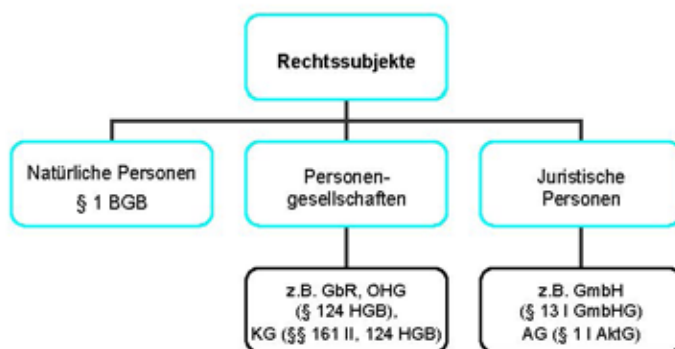 Rechtssubjekte
Natürliche Personen
§ 1 BGB
Personen-
gesellschaften
Juristische
Personen
z.B. GbR, OHG
(§ 124 HGB),
KG (§§ 161 II, 124 HGB)
z.B. GmbH
(§ 13 I GmbHG)
AG (§ 1 I AktG)